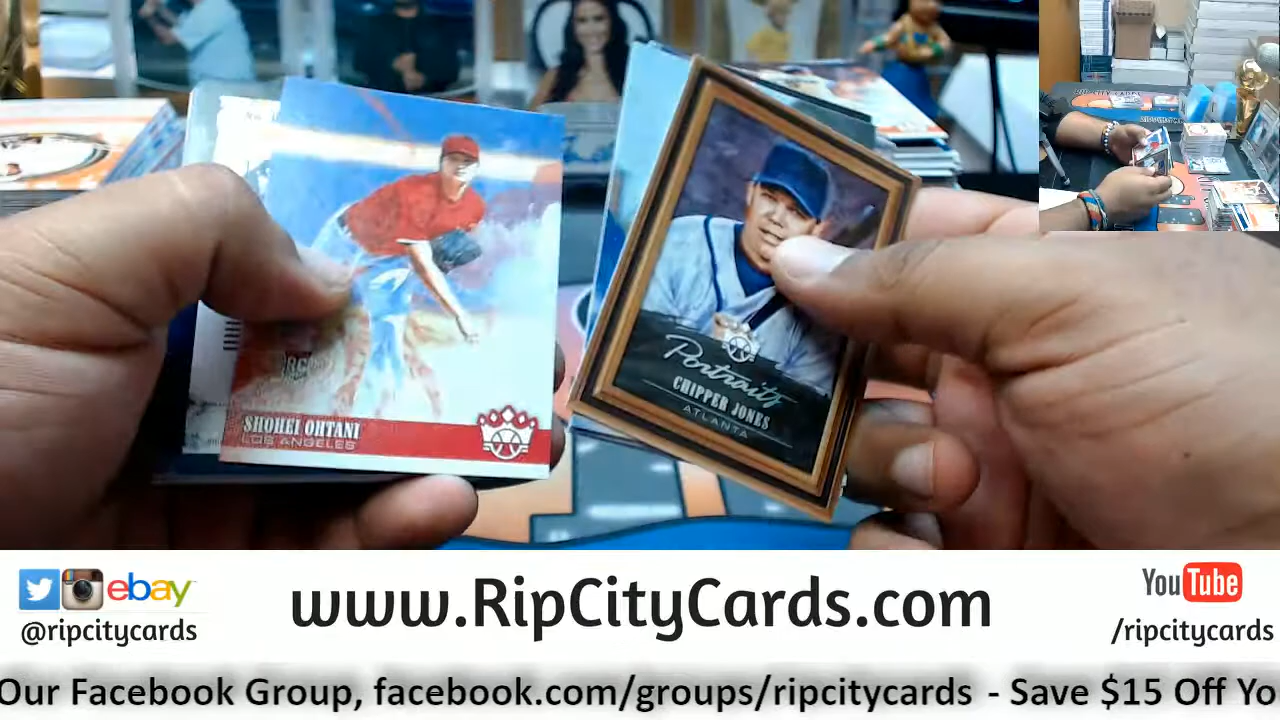 SHOHEI OHTANI
LOS ANGELES
Portraits
CHIPPER JONES
ATLANTA
ebay
@ripcitycards
www.RipCityCards.com
YouTube
/ripcitycards
Our Facebook Group, facebook.com/groups/ripcitycards - Save $15 Off Yo